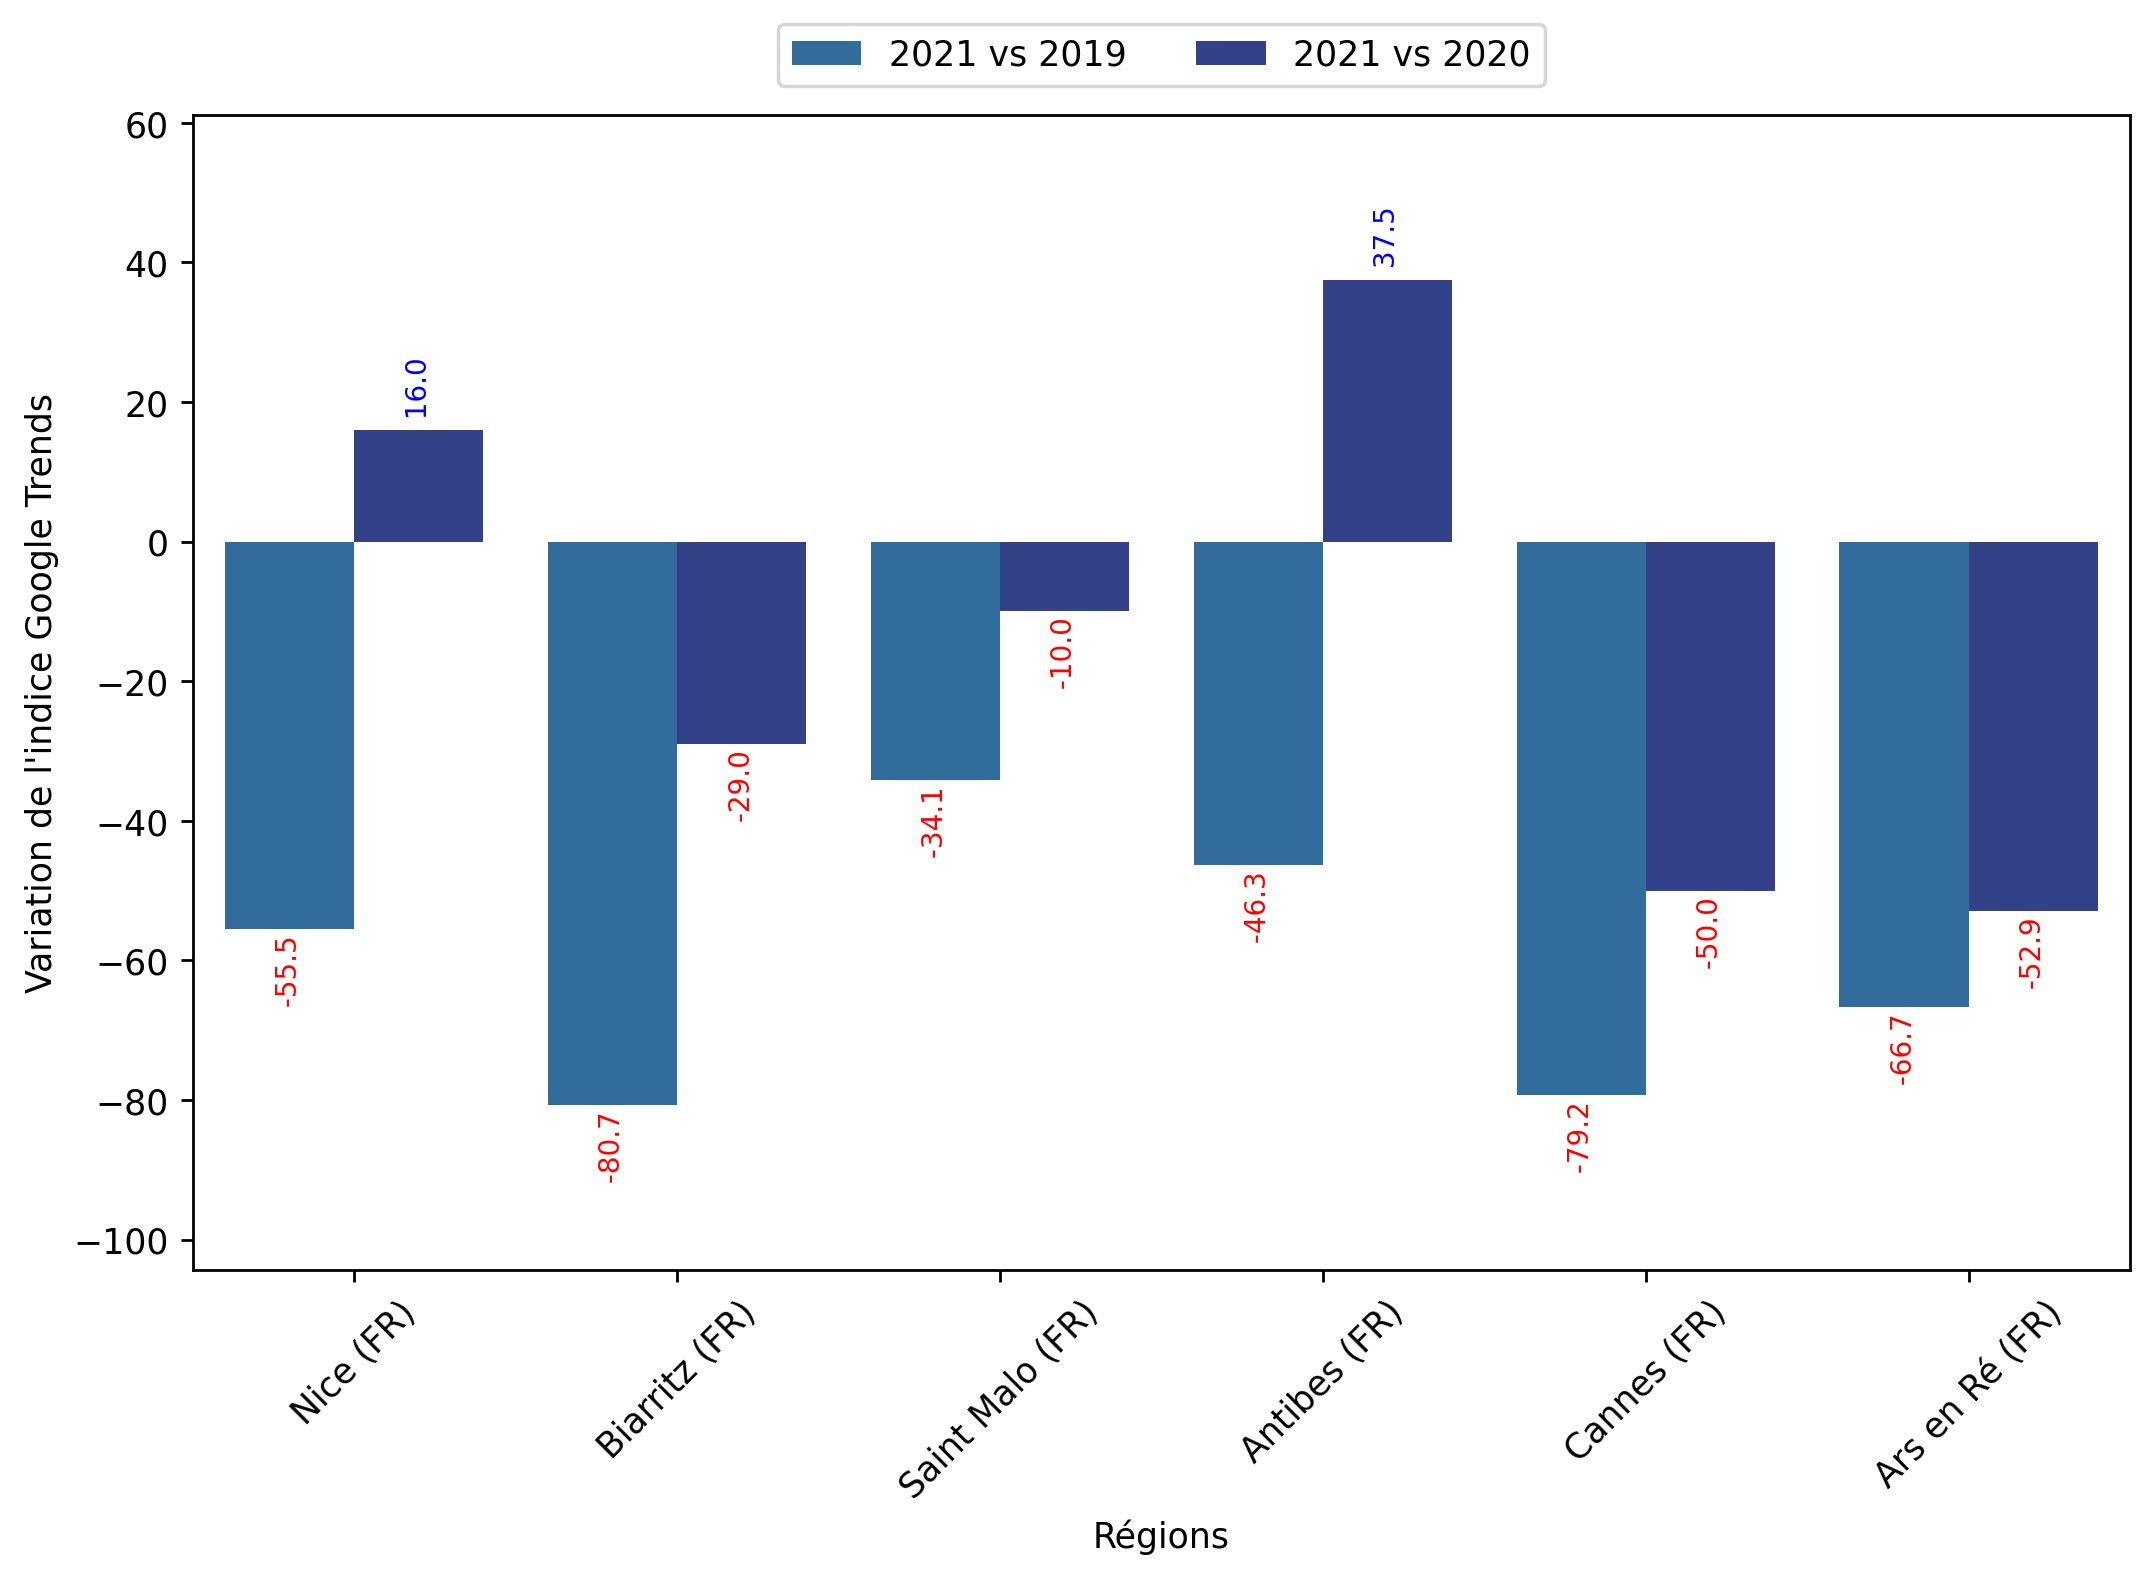 2021 vs 2019
2021 vs 2020
Variation de l'indice Google Trends
60
40
20
0
−20
−40
−60
−80
−100
-55.5
16.0
-80.7
-29.0
-34.1
-10.0
-46.3
37.5
-79.2
-50.0
-66.7
-52.9
Nice (FR)
Biarritz (FR)
Saint Malo (FR)
Antibes (FR)
Cannes (FR)
Ars en Ré (FR)
Régions